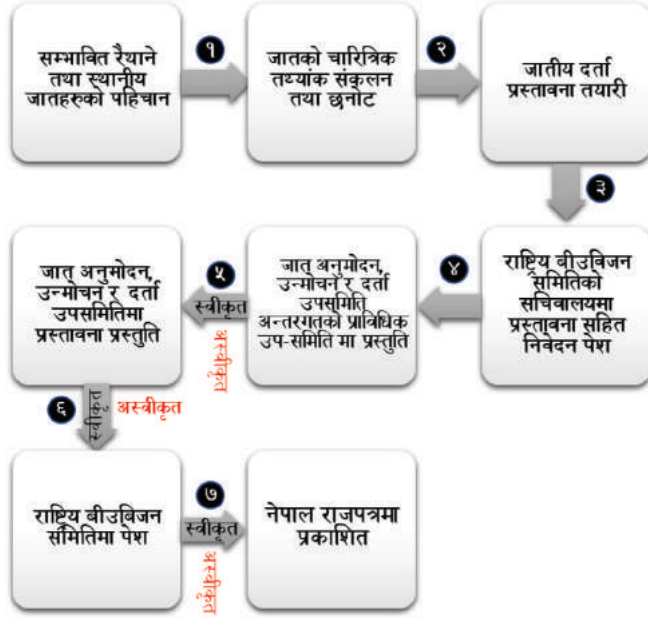 सम्भावित रैथाने
तथा स्थानीय
जातहरुको पहिचान
१
जातको चारित्रिक
तथ्यांक संकलन
तथा छनोट
२
जातीय दर्ता
प्रस्तावना तयारी
३
राष्ट्रिय बीउबिजन
समितिको
सचिवालयमा
प्रस्तावना सहित
निवेदन पेश
४
जात अनुमोदन,
उन्मोचन र दर्ता
उपसमिति
अन्तरगतको प्राविधिक
उप-समिति मा प्रस्तुति
५
स्वीकृत
अस्वीकृत
जात अनुमोदन,
उन्मोचन र दर्ता
उपसमितिमा
प्रस्तावना प्रस्तुति
६
स्वीकृत
अस्वीकृत
राष्ट्रिय बीउबिजन
समितिमा पेश
७
स्वीकृत
अस्वीकृत
नेपाल राजपत्रमा
प्रकाशित